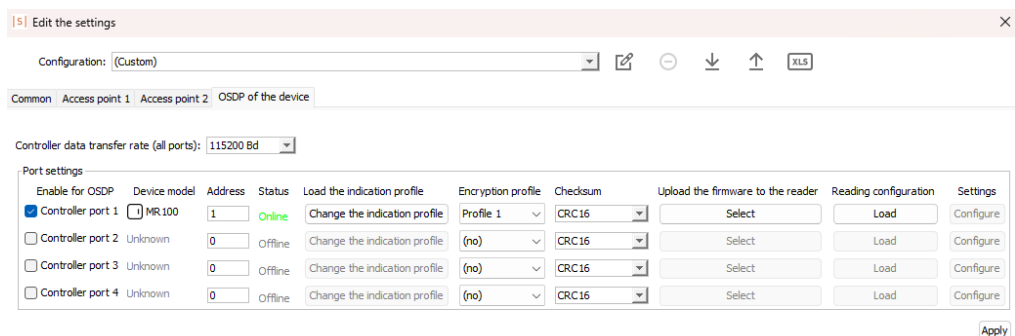 |S| Edit the settings
Configuration: (Custom) XLS
Common Access point 1 Access point 2 OSDP of the device
Controller data transfer rate (all ports): 115200 Bd
Port settings
Enable for OSDP Device model Address Status Load the indication profile Encryption profile Checksum Upload the firmware to the reader Reading configuration Settings
Controller port 1 MR100 1 Online Change the indication profile Profile 1 CRC16 Select Load Configure
Controller port 2 Unknown 0 Offline Change the indication profile (no) CRC16 Select Load Configure
Controller port 3 Unknown 0 Offline Change the indication profile (no) CRC16 Select Load Configure
Controller port 4 Unknown 0 Offline Change the indication profile (no) CRC16 Select Load Configure
Apply